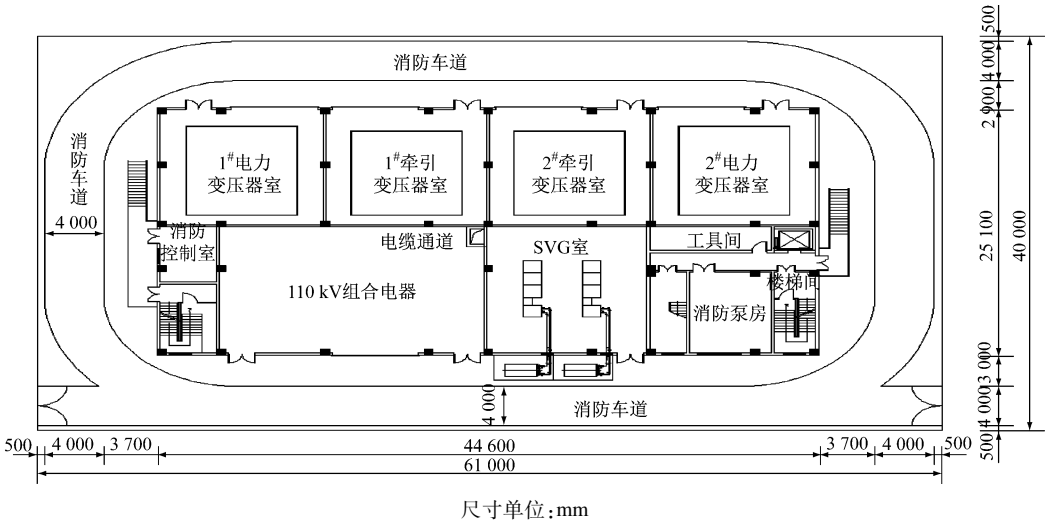 消防车道
消防车道
4 000
1#电力
变压器室
1#牵引
变压器室
2#牵引
变压器室
2#电力
变压器室
消防
控制室
电缆通道
SVG室
工具间
110 kV组合电器
楼梯间
消防泵房
4 000
消防车道
500
4 000
2 900
25 100
3 000
4 000
500
40 000
500
4 000
3 700
44 600
3 700
4 000
500
61 000
尺寸单位:mm